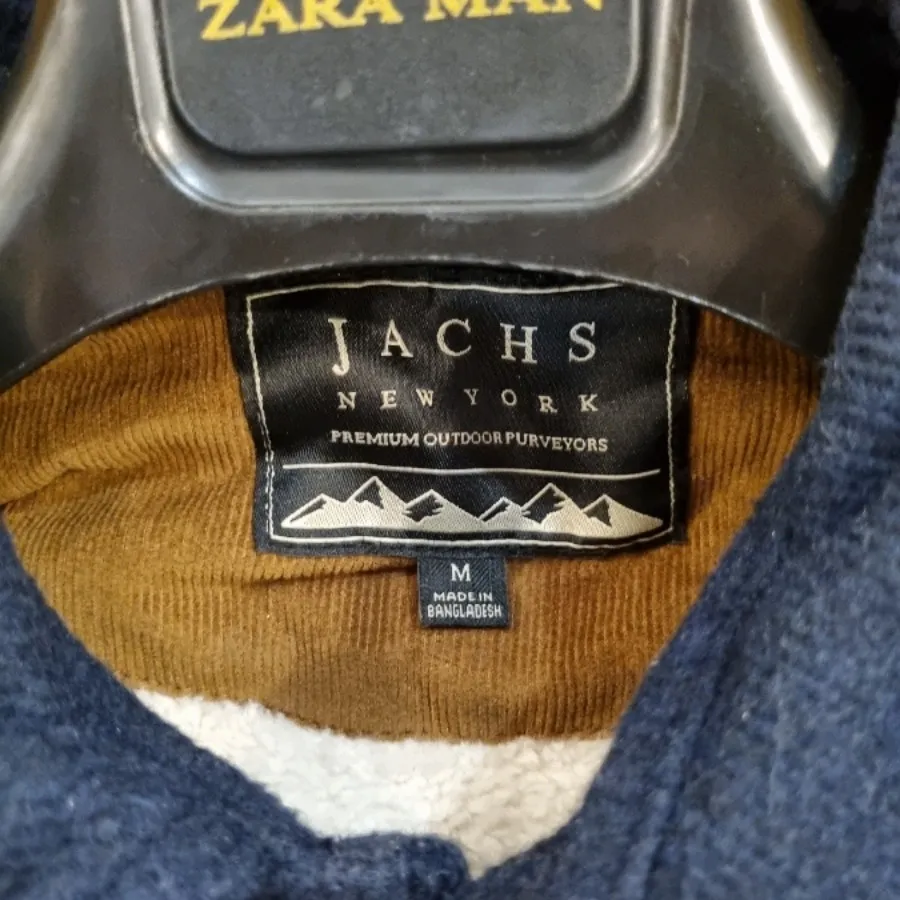 ZARA MAN
JACHS
NEW YORK
PREMIUM OUTDOOR PURVEYORS
M
MADE IN
BANGLADESH